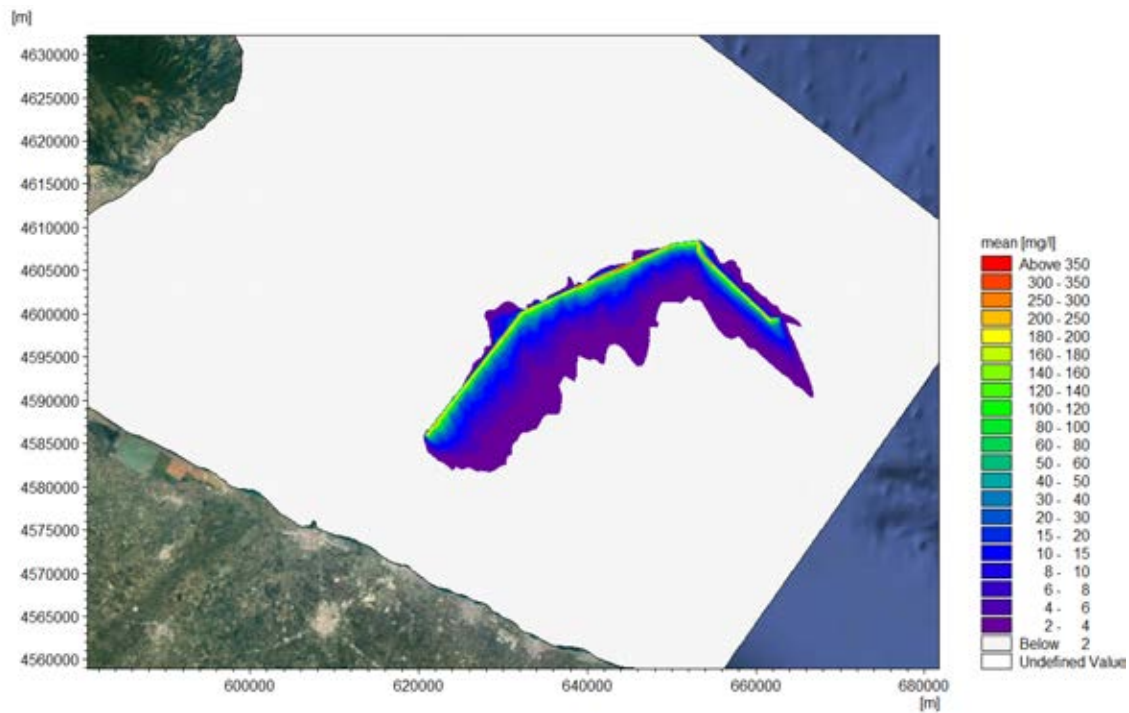 [m]
4630000
4625000
4620000
4615000
4610000
4605000
4600000
4595000
4590000
4585000
4580000
4575000
4570000
4565000
4560000
600000 620000 640000 660000 680000
[m]
mean [mg/l]
Above 350
300 - 350
250 - 300
200 - 250
180 - 200
160 - 180
140 - 160
120 - 140
100 - 120
80 - 100
60 - 80
50 - 60
40 - 50
30 - 40
20 - 30
15 - 20
10 - 15
8 - 10
6 - 8
4 - 6
2 - 4
Below 2
Undefined Value